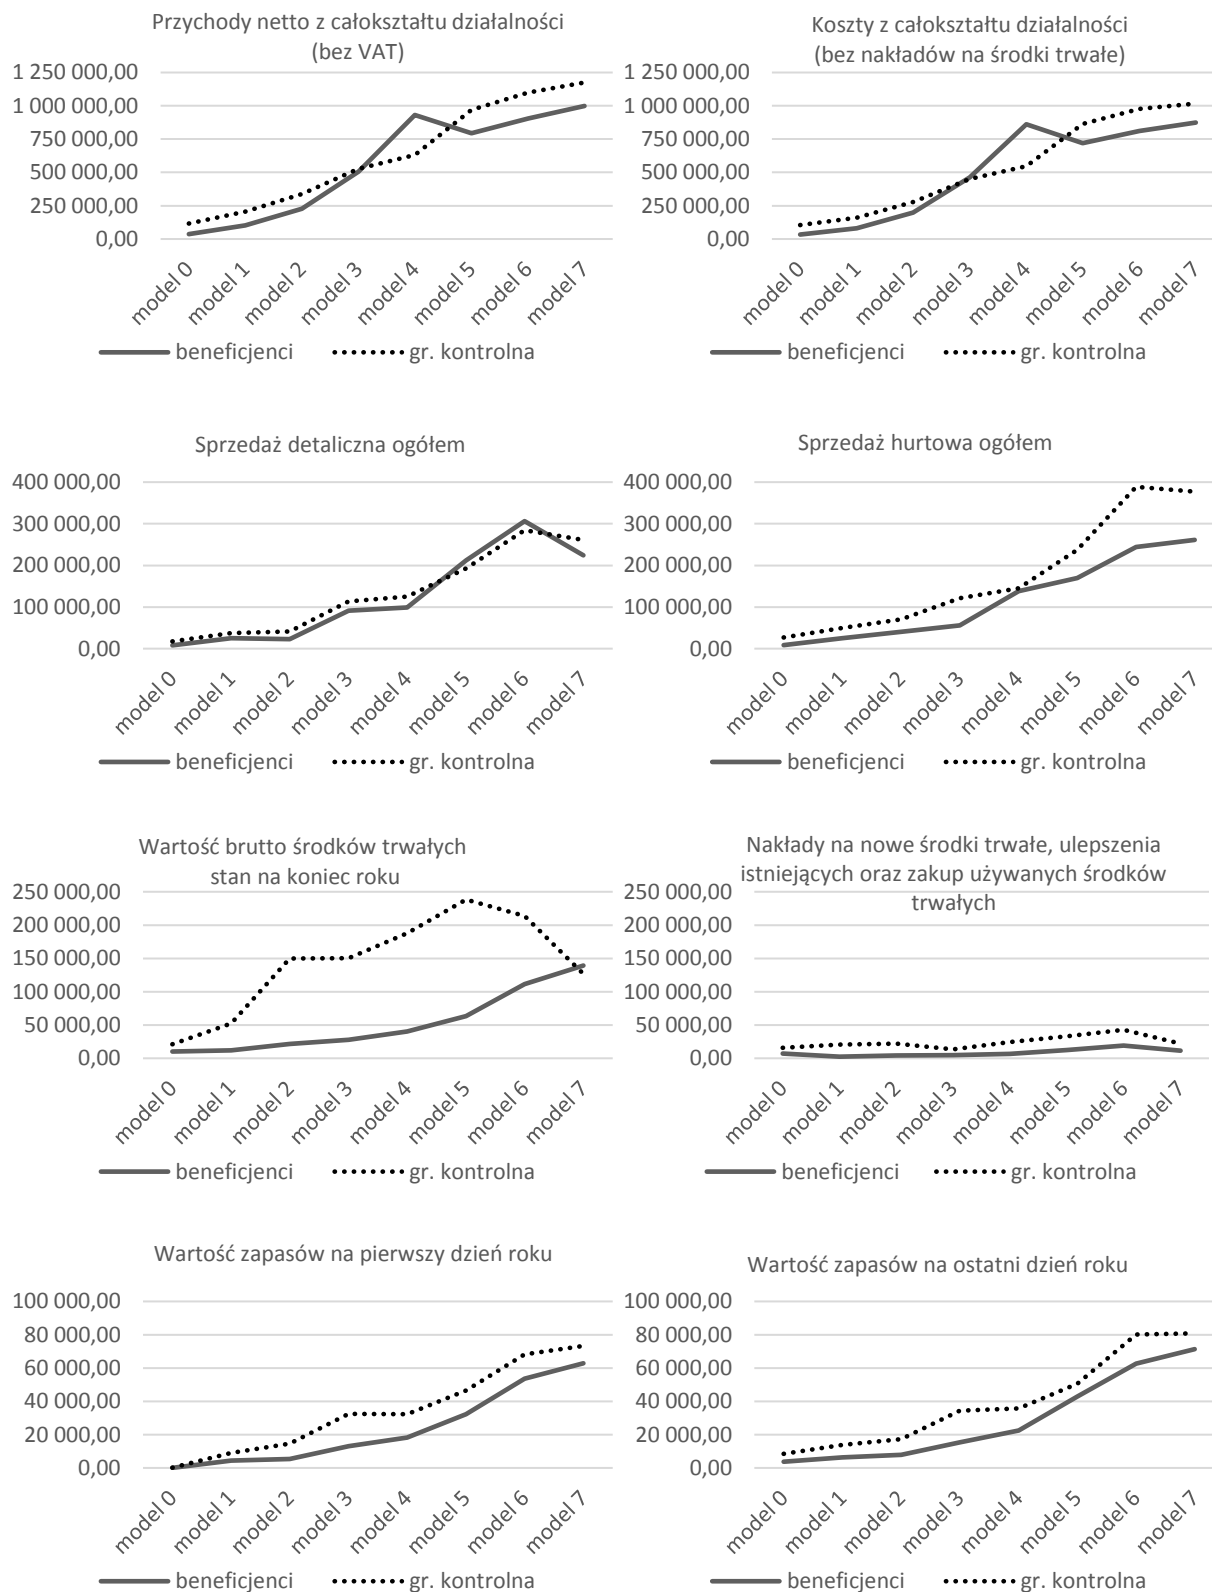 Przychody netto z całokształtu działalności
(bez VAT)
1 250 000,00
1 000 000,00
750 000,00
500 000,00
250 000,00
0,00
model 0
model 1
model 2
model 3
model 4
model 5
model 6
model 7
beneficjenci
gr. kontrolna
Koszty z całokształtu działalności
(bez nakładów na środki trwałe)
1 250 000,00
1 000 000,00
750 000,00
500 000,00
250 000,00
0,00
model 0
model 1
model 2
model 3
model 4
model 5
model 6
model 7
beneficjenci
gr. kontrolna
Sprzedaż detaliczna ogółem
400 000,00
300 000,00
200 000,00
100 000,00
0,00
model 0
model 1
model 2
model 3
model 4
model 5
model 6
model 7
beneficjenci
gr. kontrolna
Sprzedaż hurtowa ogółem
400 000,00
300 000,00
200 000,00
100 000,00
0,00
model 0
model 1
model 2
model 3
model 4
model 5
model 6
model 7
beneficjenci
gr. kontrolna
Wartość brutto środków trwałych
stan na koniec roku
250 000,00
200 000,00
150 000,00
100 000,00
50 000,00
0,00
model 0
model 1
model 2
model 3
model 4
model 5
model 6
model 7
beneficjenci
gr. kontrolna
Nakłady na nowe środki trwałe, ulepszenia
istniejących oraz zakup używanych środków
trwałych
250 000,00
200 000,00
150 000,00
100 000,00
50 000,00
0,00
model 0
model 1
model 2
model 3
model 4
model 5
model 6
model 7
beneficjenci
gr. kontrolna
Wartość zapasów na pierwszy dzień roku
100 000,00
80 000,00
60 000,00
40 000,00
20 000,00
0,00
model 0
model 1
model 2
model 3
model 4
model 5
model 6
model 7
beneficjenci
gr. kontrolna
Wartość zapasów na ostatni dzień roku
100 000,00
80 000,00
60 000,00
40 000,00
20 000,00
0,00
model 0
model 1
model 2
model 3
model 4
model 5
model 6
model 7
beneficjenci
gr. kontrolna